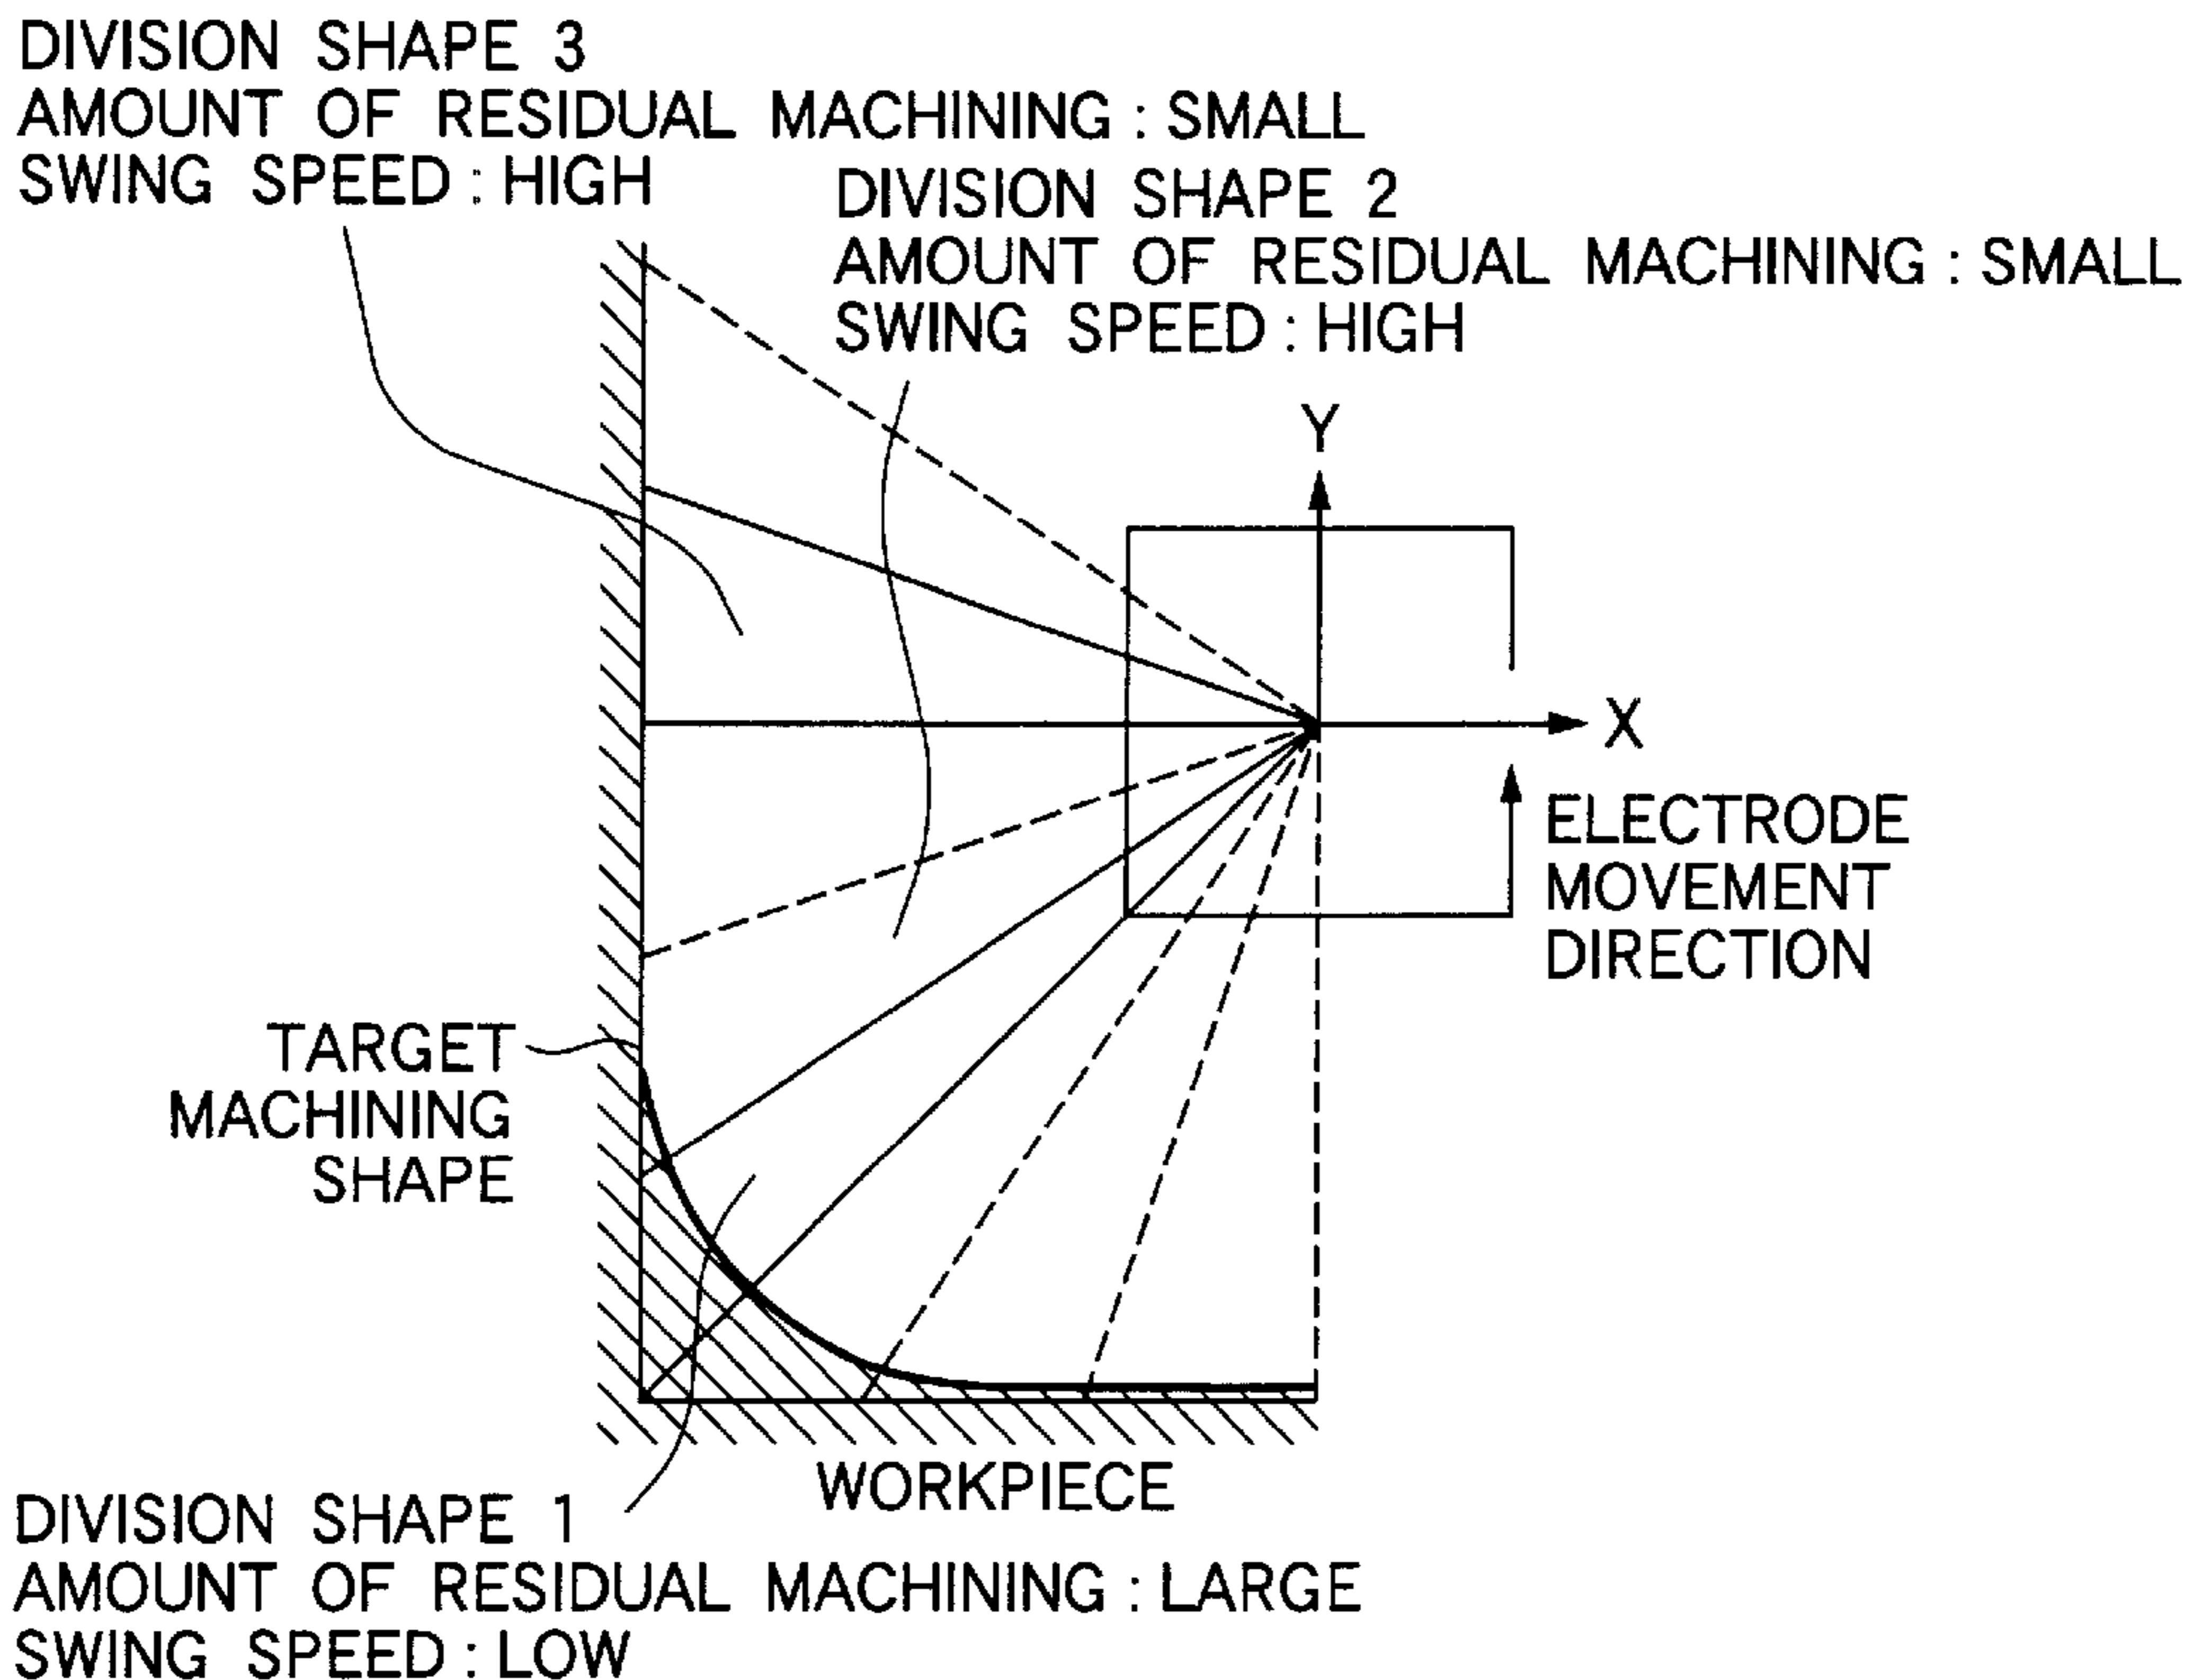 DIVISION SHAPE 3
AMOUNT OF RESIDUAL MACHINING : SMALL
SWING SPEED : HIGH
DIVISION SHAPE 2
AMOUNT OF RESIDUAL MACHINING : SMALL
SWING SPEED : HIGH
Y
X
ELECTRODE
MOVEMENT
DIRECTION
TARGET
MACHINING
SHAPE
WORKPIECE
DIVISION SHAPE 1
AMOUNT OF RESIDUAL MACHINING : LARGE
SWING SPEED : LOW